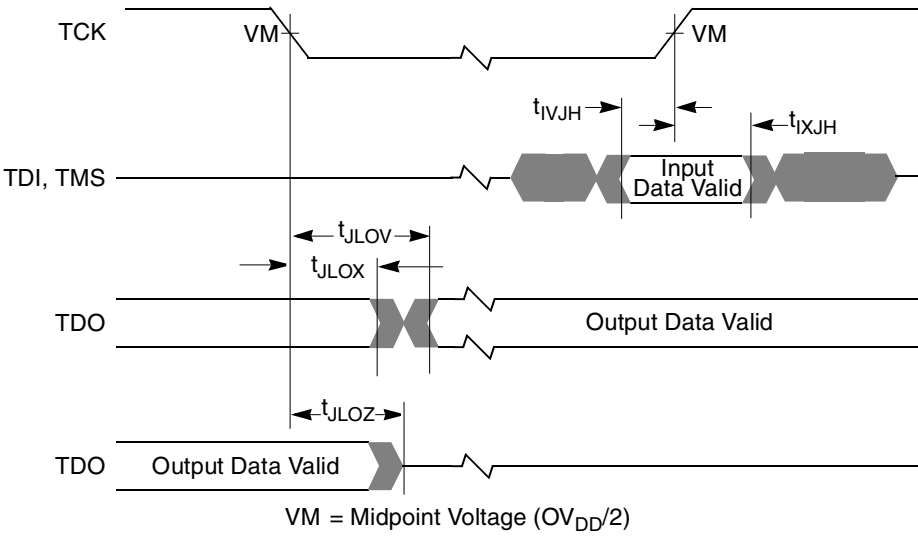 TCK
VM
VM
tIVJH
tIXJH
TDI, TMS
Input
Data Valid
tJLOV
tJLOX
TDO
Output Data Valid
tJLOZ
TDO
Output Data Valid
VM = Midpoint Voltage (OVDD/2)